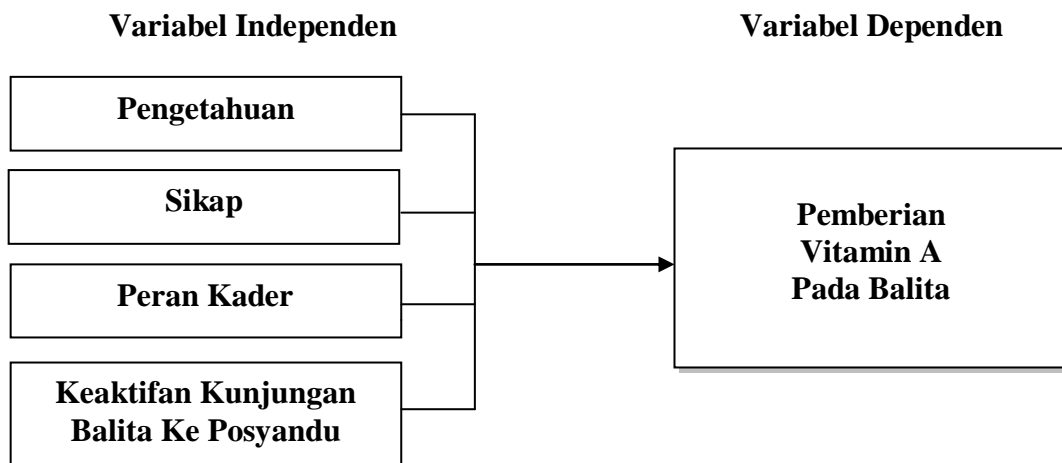 Variabel Independen
Variabel Dependen
Pengetahuan
Sikap
Peran Kader
Keaktifan Kunjungan
Balita Ke Posyandu
Pemberian
Vitamin A
Pada Balita